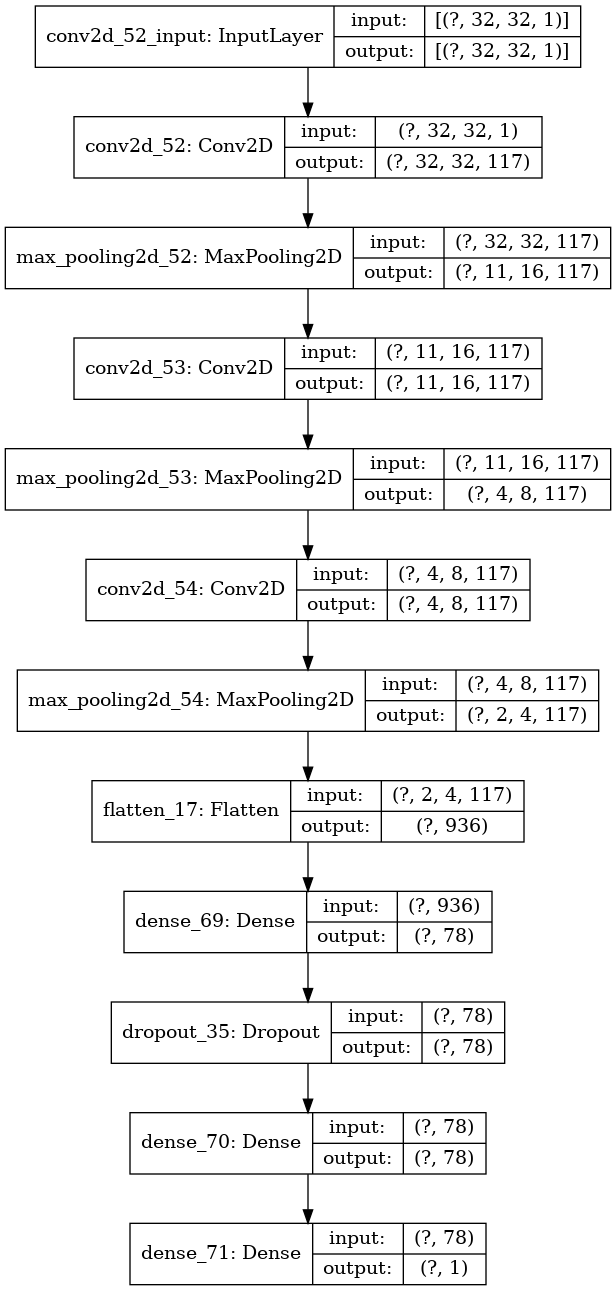 conv2d_52_input: InputLayer input: [(?, 32, 32, 1)]
output: [(?, 32, 32, 1)]
conv2d_52: Conv2D input: (?, 32, 32, 1)
output: (?, 32, 32, 117)
max_pooling2d_52: MaxPooling2D input: (?, 32, 32, 117)
output: (?, 11, 16, 117)
conv2d_53: Conv2D input: (?, 11, 16, 117)
output: (?, 11, 16, 117)
max_pooling2d_53: MaxPooling2D input: (?, 11, 16, 117)
output: (?, 4, 8, 117)
conv2d_54: Conv2D input: (?, 4, 8, 117)
output: (?, 4, 8, 117)
max_pooling2d_54: MaxPooling2D input: (?, 4, 8, 117)
output: (?, 2, 4, 117)
flatten_17: Flatten input: (?, 2, 4, 117)
output: (?, 936)
dense_69: Dense input: (?, 936)
output: (?, 78)
dropout_35: Dropout input: (?, 78)
output: (?, 78)
dense_70: Dense input: (?, 78)
output: (?, 78)
dense_71: Dense input: (?, 78)
output: (?, 1)